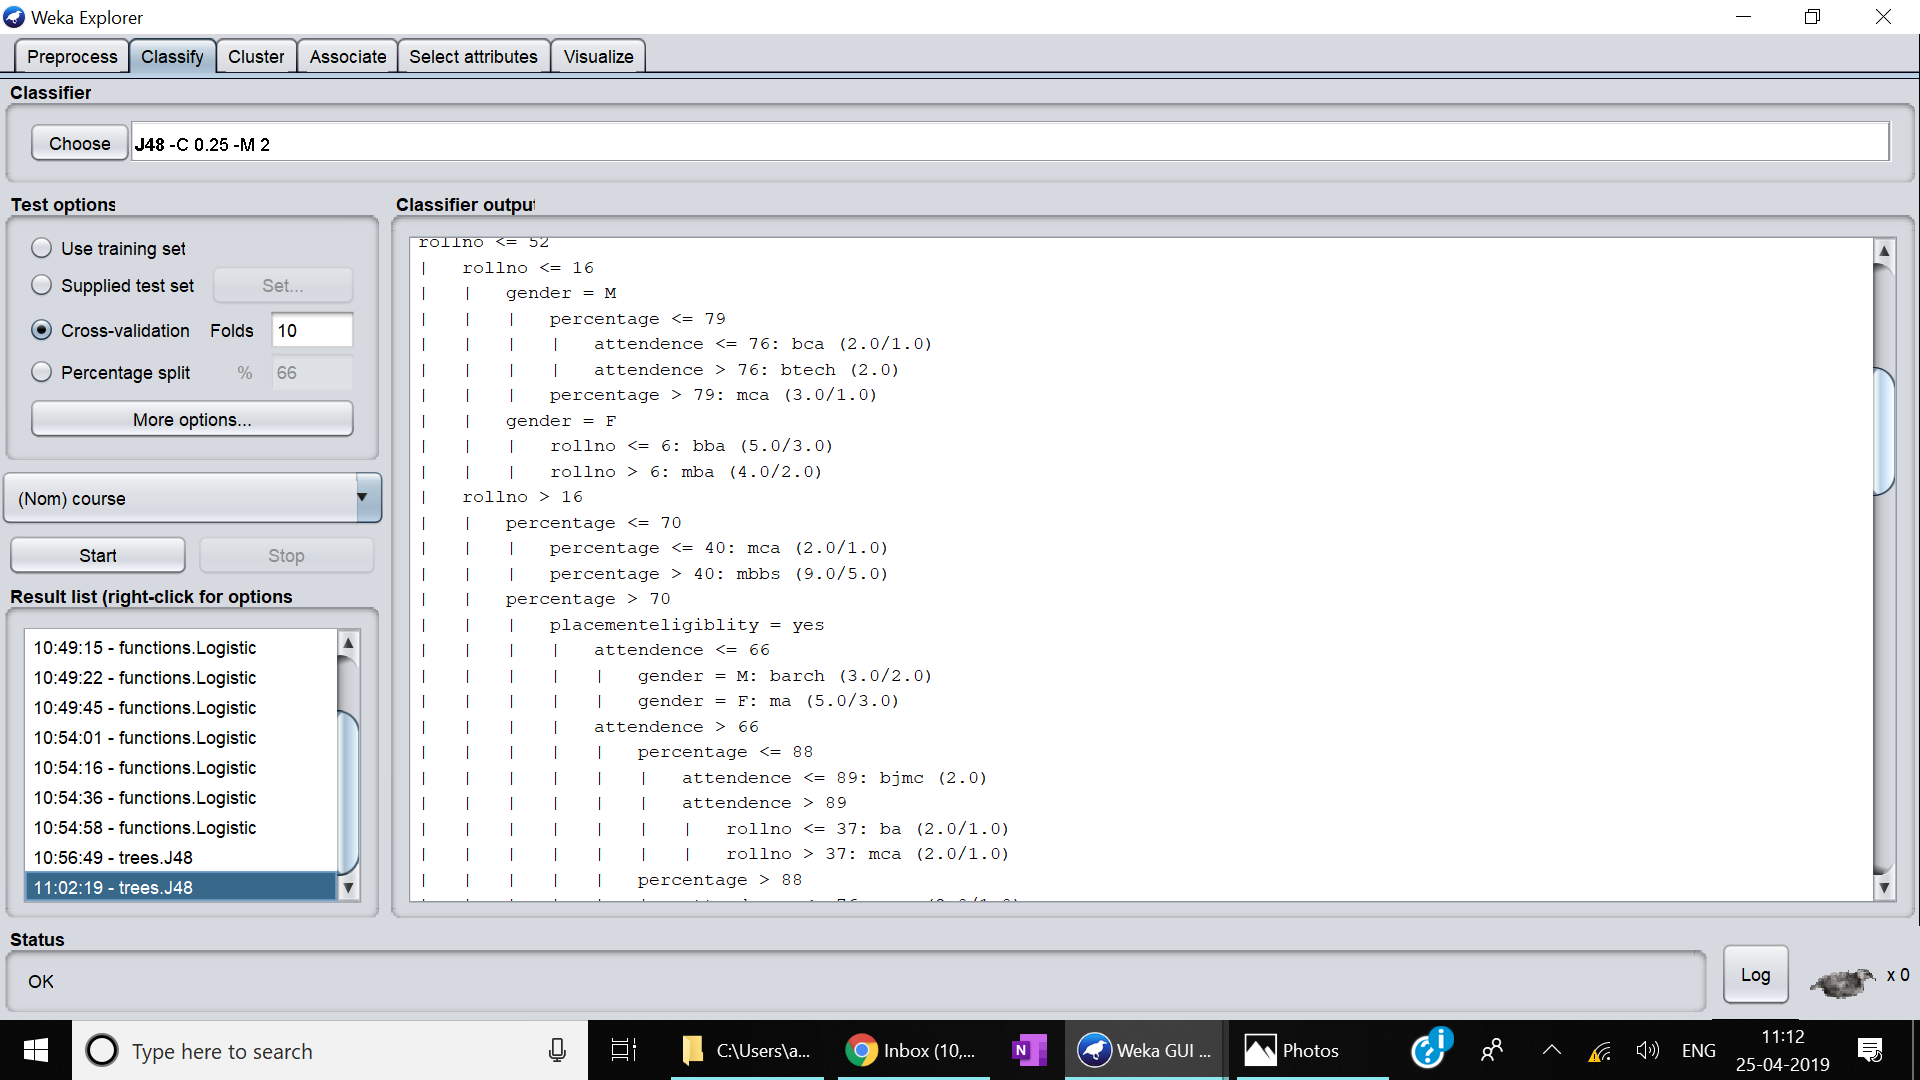 Weka Explorer
Preprocess Classify Cluster Associate Select attributes Visualize
Classifier
Choose J48 -C 0.25 -M 2
Test options
Use training set
Supplied test set Set...
Cross-validation Folds 10
Percentage split % 66
More options...
(Nom) course
Start Stop
Result list (right-click for options
10:49:15 - functions.Logistic
10:49:22 - functions.Logistic
10:49:45 - functions.Logistic
10:54:01 - functions.Logistic
10:54:16 - functions.Logistic
10:54:36 - functions.Logistic
10:54:58 - functions.Logistic
10:56:49 - trees.J48
11:02:19 - trees.J48
Classifier output
rollno <= 52
| rollno <= 16
| | gender = M
| | | percentage <= 79
| | | | attendence <= 76: bca (2.0/1.0)
| | | | attendence > 76: btech (2.0)
| | | percentage > 79: mca (3.0/1.0)
| | gender = F
| | | rollno <= 6: bba (5.0/3.0)
| | | rollno > 6: mba (4.0/2.0)
| rollno > 16
| | percentage <= 70
| | | percentage <= 40: mca (2.0/1.0)
| | | percentage > 40: mbbs (9.0/5.0)
| | percentage > 70
| | | placementeligiblity = yes
| | | | attendence <= 66
| | | | | gender = M: barch (3.0/2.0)
| | | | | gender = F: ma (5.0/3.0)
| | | | attendence > 66
| | | | | percentage <= 88
| | | | | | attendence <= 89: bjmc (2.0)
| | | | | | attendence > 89
| | | | | | | rollno <= 37: ba (2.0/1.0)
| | | | | | | rollno > 37: mca (2.0/1.0)
| | | | | percentage > 88
Status
OK
Log x 0
Type here to search
C:\Users\a...
Inbox (10,...
Weka GUI ...
Photos
ENG
11:12
25-04-2019